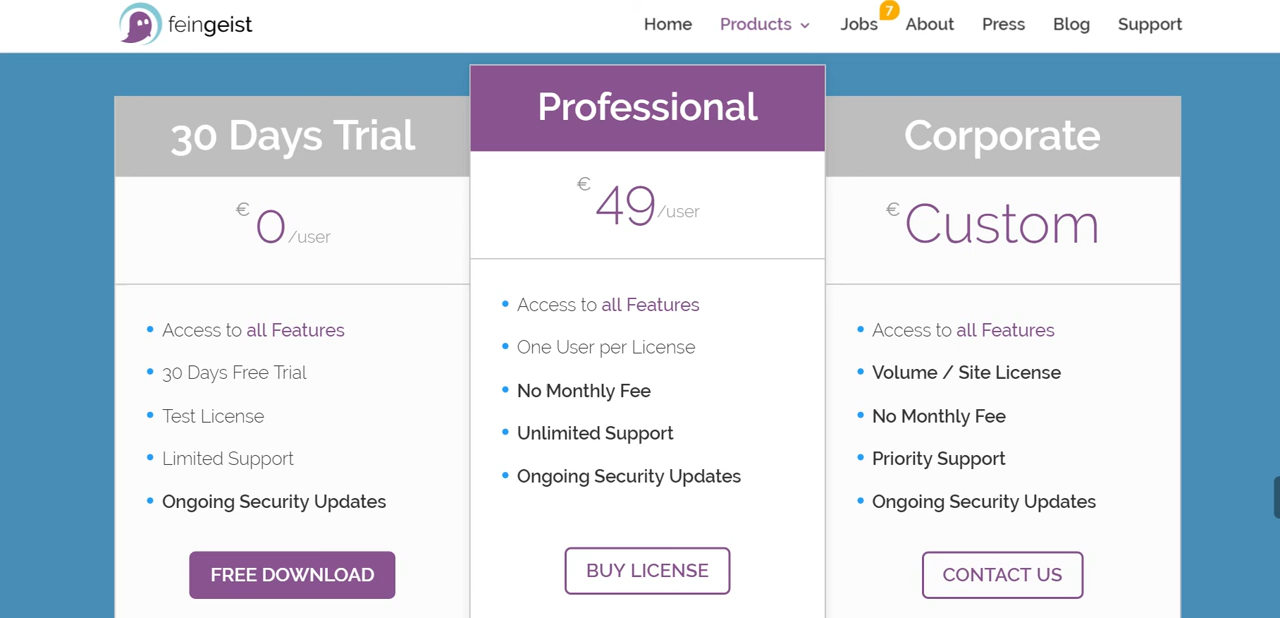 feingeist
Home
Products
Jobs
7
About
Press
Blog
Support
30 Days Trial
€ 0 /user
Access to all Features
30 Days Free Trial
Test License
Limited Support
Ongoing Security Updates
FREE DOWNLOAD
Professional
€ 49 /user
Access to all Features
One User per License
No Monthly Fee
Unlimited Support
Ongoing Security Updates
BUY LICENSE
Corporate
€ Custom
Access to all Features
Volume / Site License
No Monthly Fee
Priority Support
Ongoing Security Updates
CONTACT US